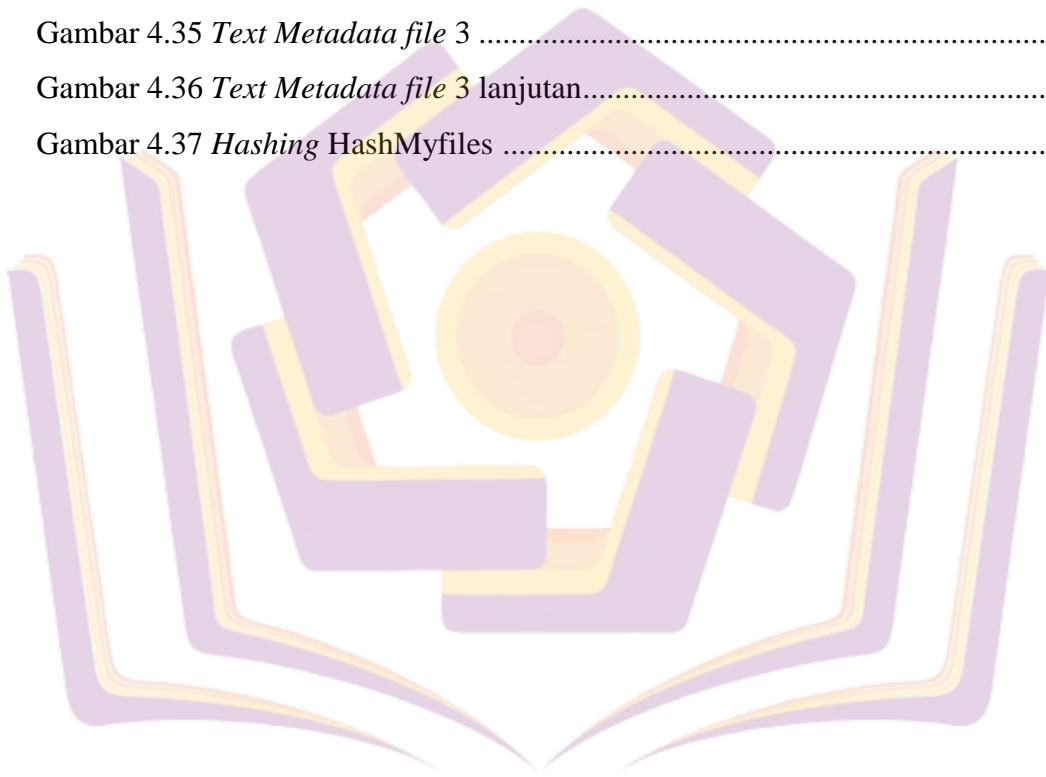 Gambar 4.35 Text Metadata file 3 ........................................................................
Gambar 4.36 Text Metadata file 3 lanjutan..........................................................
Gambar 4.37 Hashing HashMyfiles .....................................................................